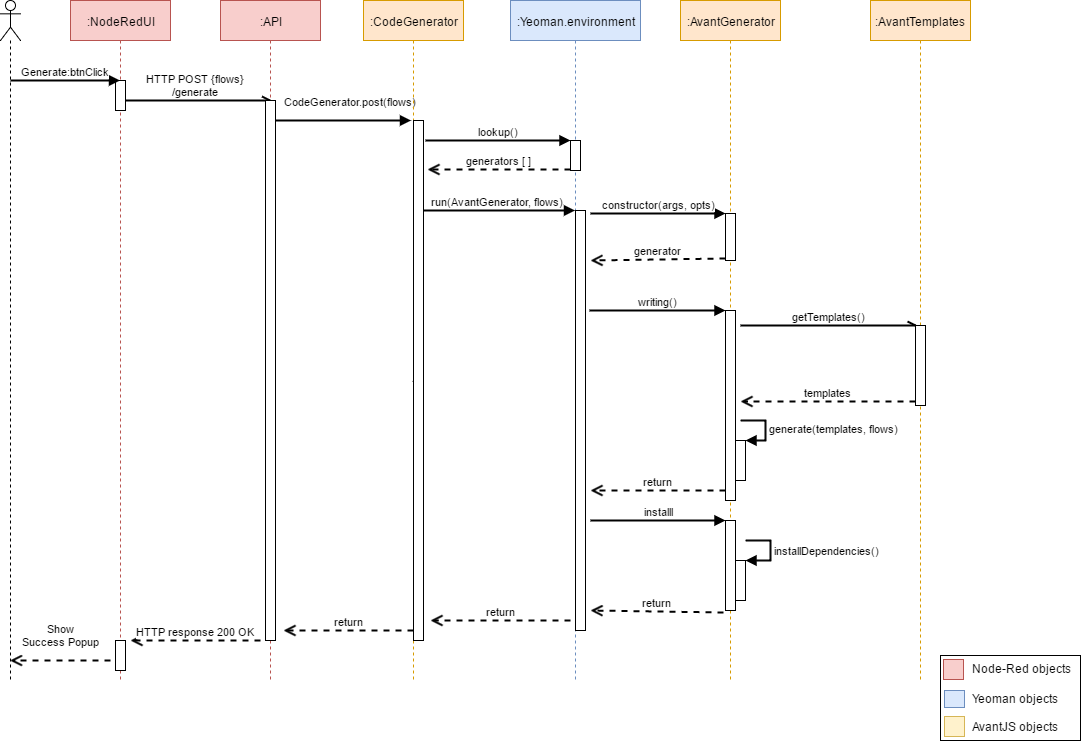 :NodeRedUI
:API
:CodeGenerator
:Yeoman.environment
:AvantGenerator
:AvantTemplates
Generate:btnClick
HTTP POST {flows}
/generate
CodeGenerator.post(flows)
lookup()
generators [ ]
run(AvantGenerator, flows)
constructor(args, opts)
generator
writing()
getTemplates()
templates
generate(templates, flows)
return
installl
installDependencies()
return
return
return
HTTP response 200 OK
Show
Success Popup
Node-Red objects
Yeoman objects
AvantJS objects